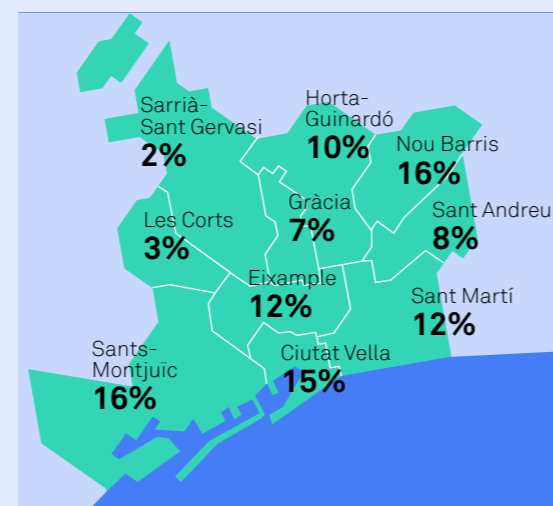 Sarrià-
Sant Gervasi
2%
Horta-
Guinardó
10%
Nou Barris
16%
Les Corts
3%
Gràcia
7%
Sant Andreu
8%
Eixample
12%
Sant Martí
12%
Sants-
Montjuïc
16%
Ciutat Vella
15%